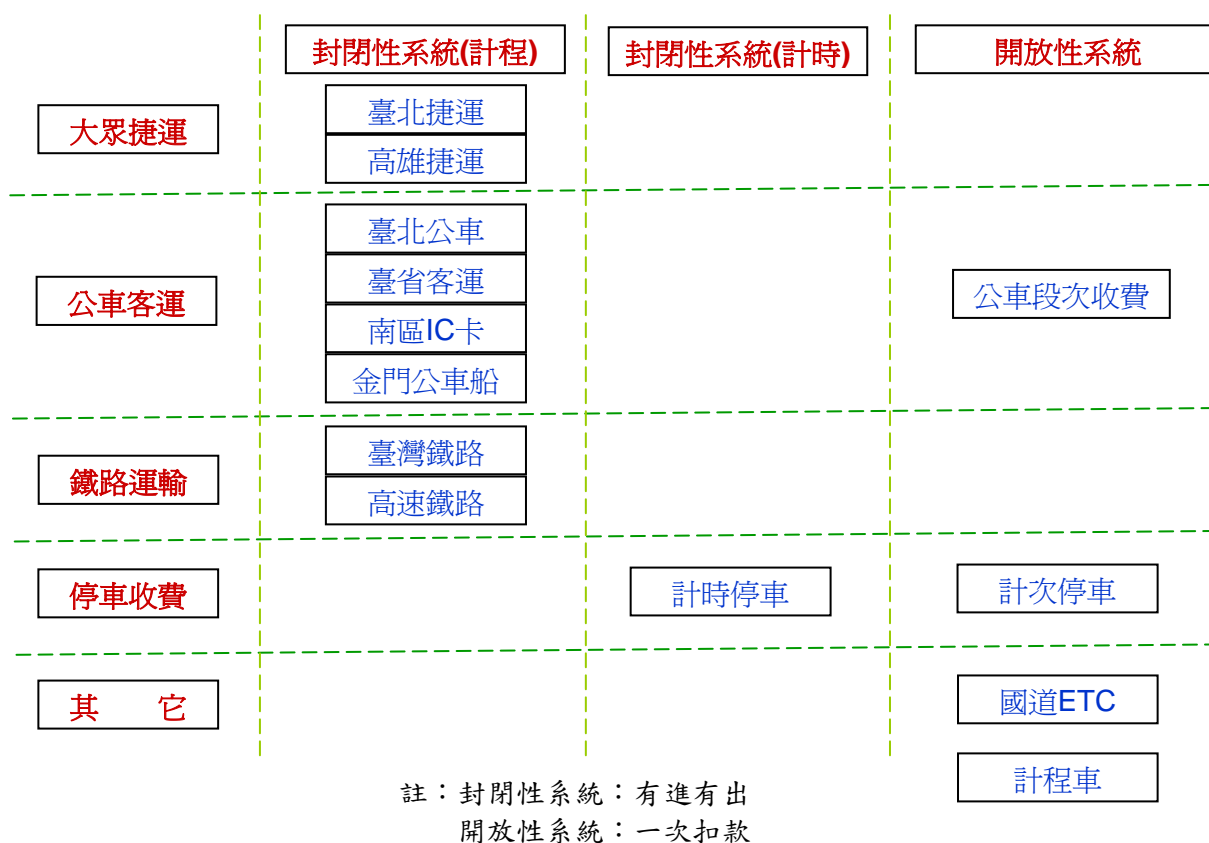 封閉性系統(計程)
封閉性系統(計時)
開放性系統
大眾捷運
臺北捷運
高雄捷運
公車客運
臺北公車
臺省客運
南區IC卡
金門公車船
公車段次收費
鐵路運輸
臺灣鐵路
高速鐵路
停車收費
計時停車
計次停車
其 它
國道ETC
計程車
註：封閉性系統：有進有出
開放性系統：一次扣款